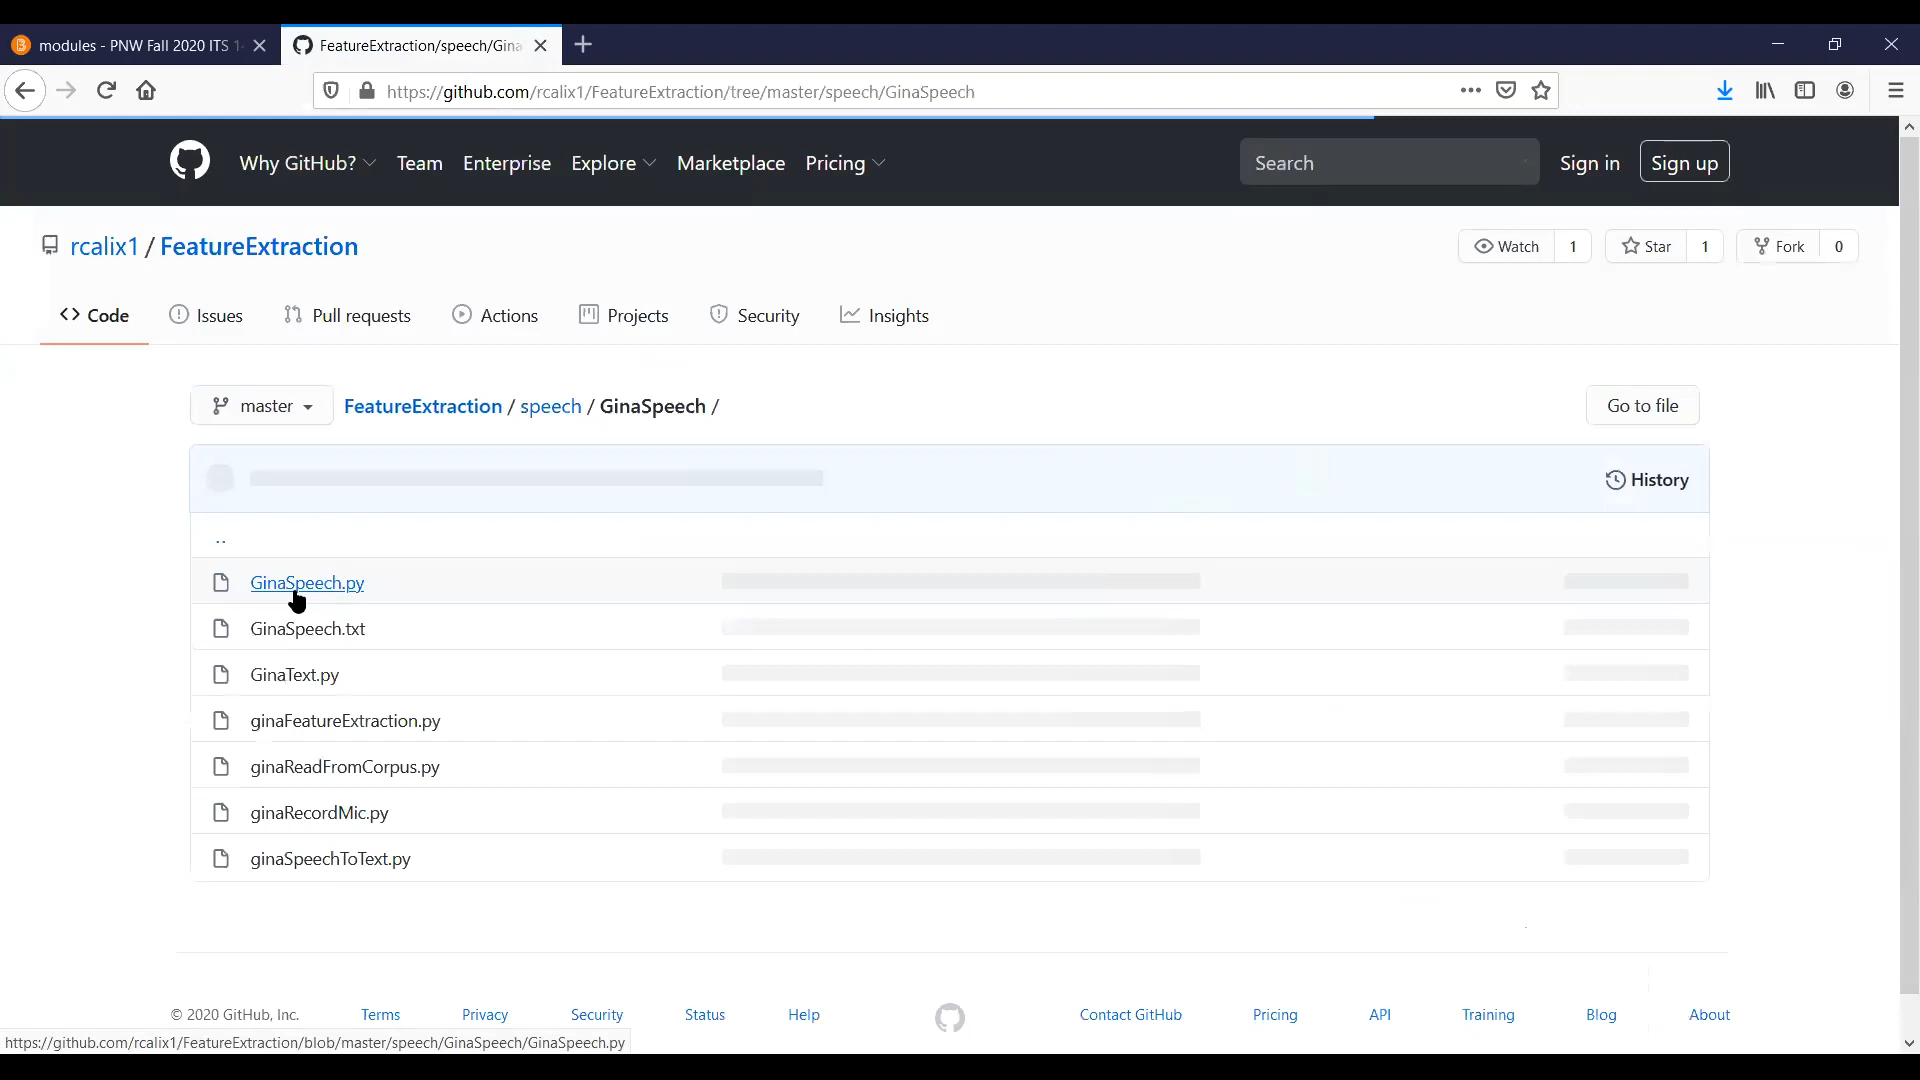 modules - PNW Fall 2020 ITS 1
FeatureExtraction/speech/Gina
https://github.com/rcalix1/FeatureExtraction/tree/master/speech/GinaSpeech
Why GitHub? Team Enterprise Explore Marketplace Pricing Search Sign in Sign up
rcalix1 / FeatureExtraction
Watch 1 Star 1 Fork 0
Code Issues Pull requests Actions Projects Security Insights
master FeatureExtraction / speech / GinaSpeech / Go to file
History
..
GinaSpeech.py
GinaSpeech.txt
GinaText.py
ginaFeatureExtraction.py
ginaReadFromCorpus.py
ginaRecordMic.py
ginaSpeechToText.py
© 2020 GitHub, Inc. Terms Privacy Security Status Help Contact GitHub Pricing API Training Blog About
https://github.com/rcalix1/FeatureExtraction/blob/master/speech/GinaSpeech/GinaSpeech.py